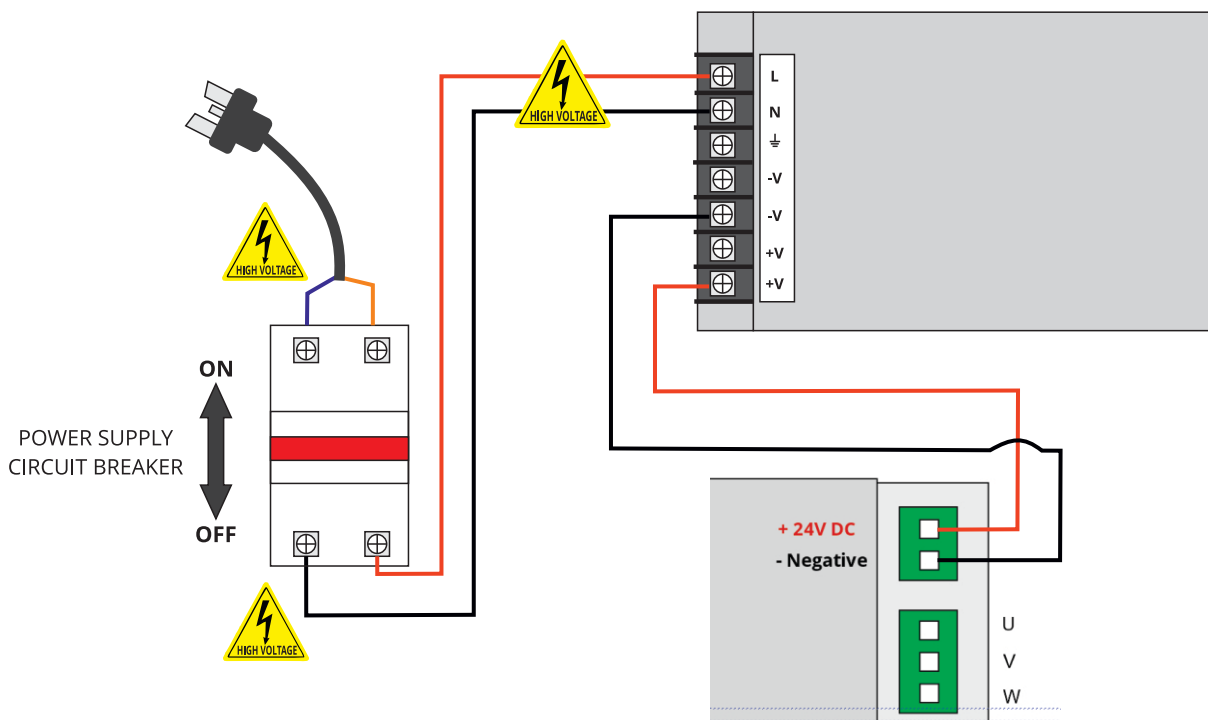 L
N
-V
-V
+V
+V
HIGH VOLTAGE
HIGH VOLTAGE
ON
POWER SUPPLY
CIRCUIT BREAKER
OFF
HIGH VOLTAGE
+ 24V DC
- Negative
U
V
W